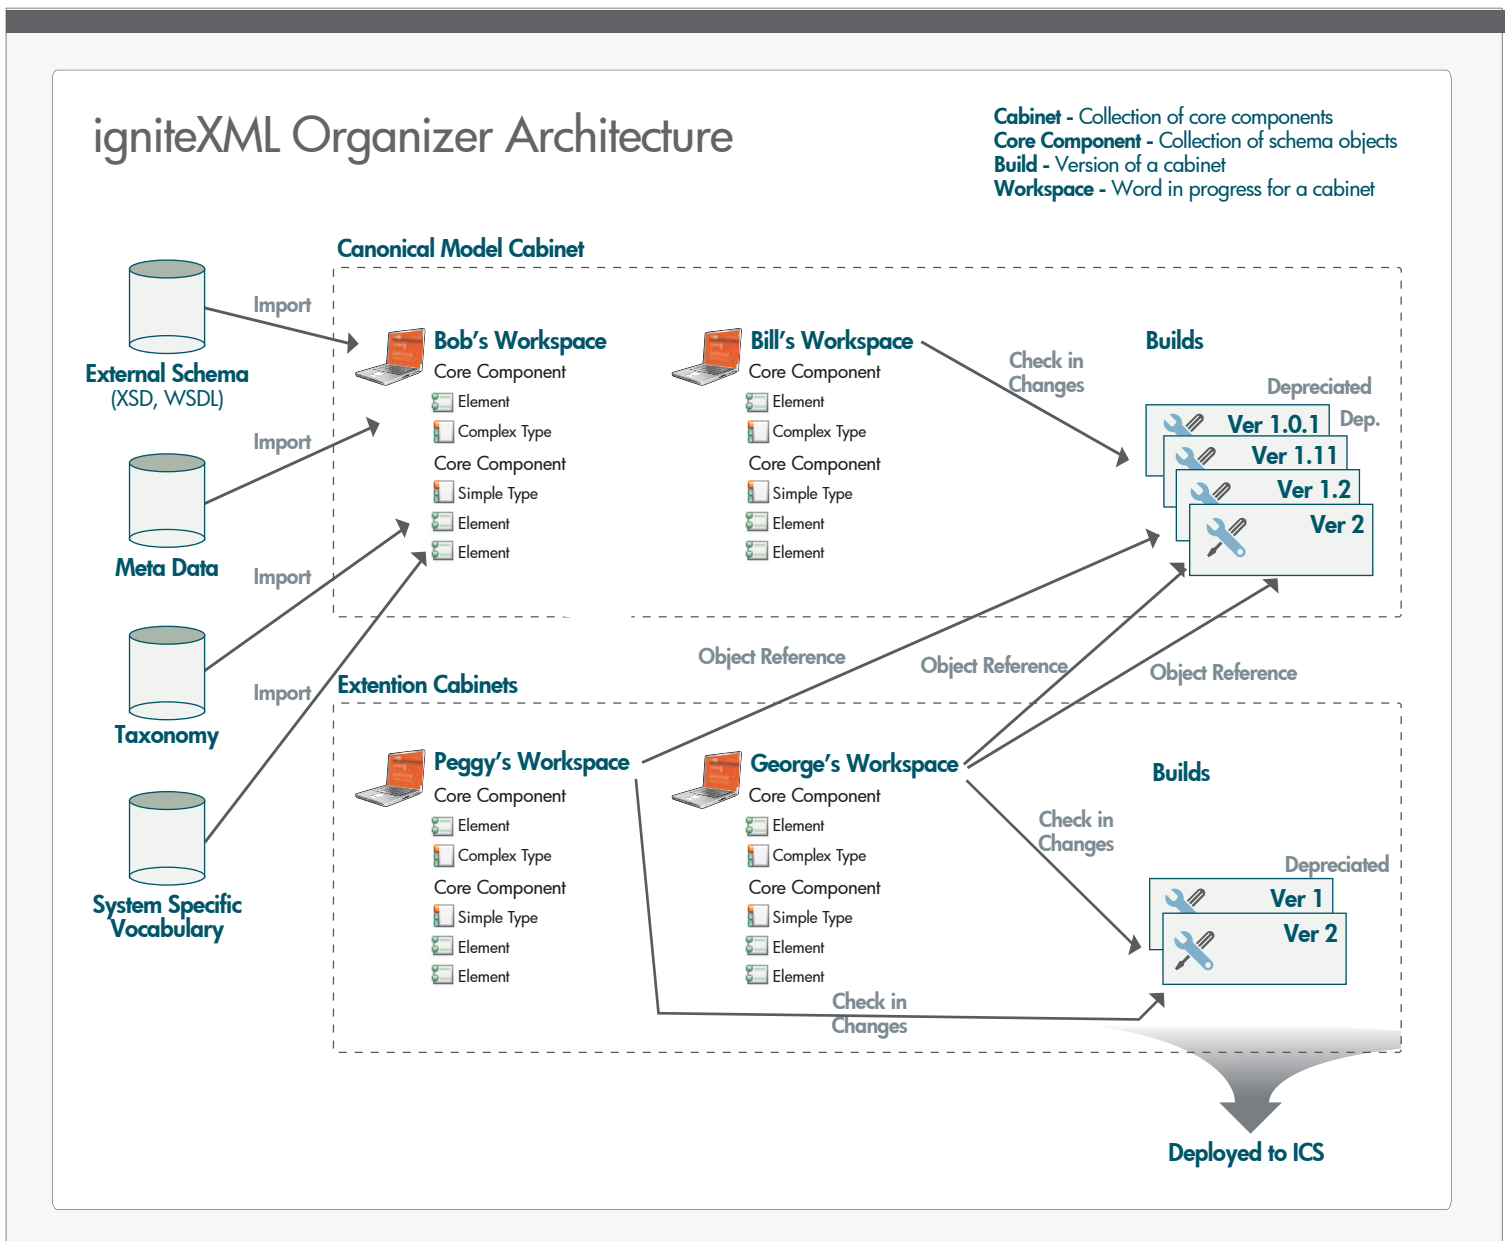 igniteXML Organizer Architecture
Cabinet - Collection of core components
Core Component - Collection of schema objects
Build - Version of a cabinet
Workspace - Word in progress for a cabinet
Canonical Model Cabinet
Import
External Schema
(XSD, WSDL)
Import
Meta Data
Import
Taxonomy
Import
System Specific
Vocabulary
Bob's Workspace
Core Component
Element
Complex Type
Core Component
Simple Type
Element
Element
Bill's Workspace
Core Component
Element
Complex Type
Core Component
Simple Type
Element
Element
Check in
Changes
Builds
Depreciated
Dep.
Ver 1.0.1
Ver 1.11
Ver 1.2
Ver 2
Object Reference
Object Reference
Object Reference
Extention Cabinets
Peggy's Workspace
Core Component
Element
Complex Type
Core Component
Simple Type
Element
Element
George's Workspace
Core Component
Element
Complex Type
Core Component
Simple Type
Element
Element
Check in
Changes
Check in
Changes
Builds
Depreciated
Ver 1
Ver 2
Deployed to ICS